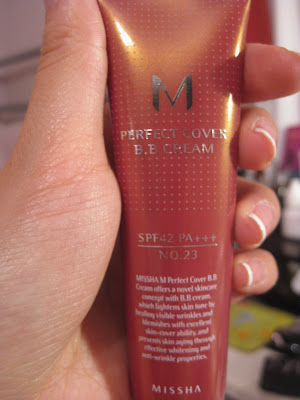 M
PERFECT COVER
B.B CREAM
SPF42 PA+++
NO.23
MISSHA M Perfect Cover B.B
Cream offers a novel skincare
concept with B.B cream,
which lightens skin tone by
healing visible wrinkles and
blemishes with excellent
skin-cover ability, and
prevents skin aging through
effective whitening and
anti-wrinkle properties.
MISSHA